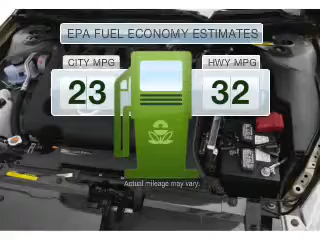 EPA FUEL ECONOMY ESTIMATES
CITY MPG HWY MPG
23 32
Actual mileage may vary.